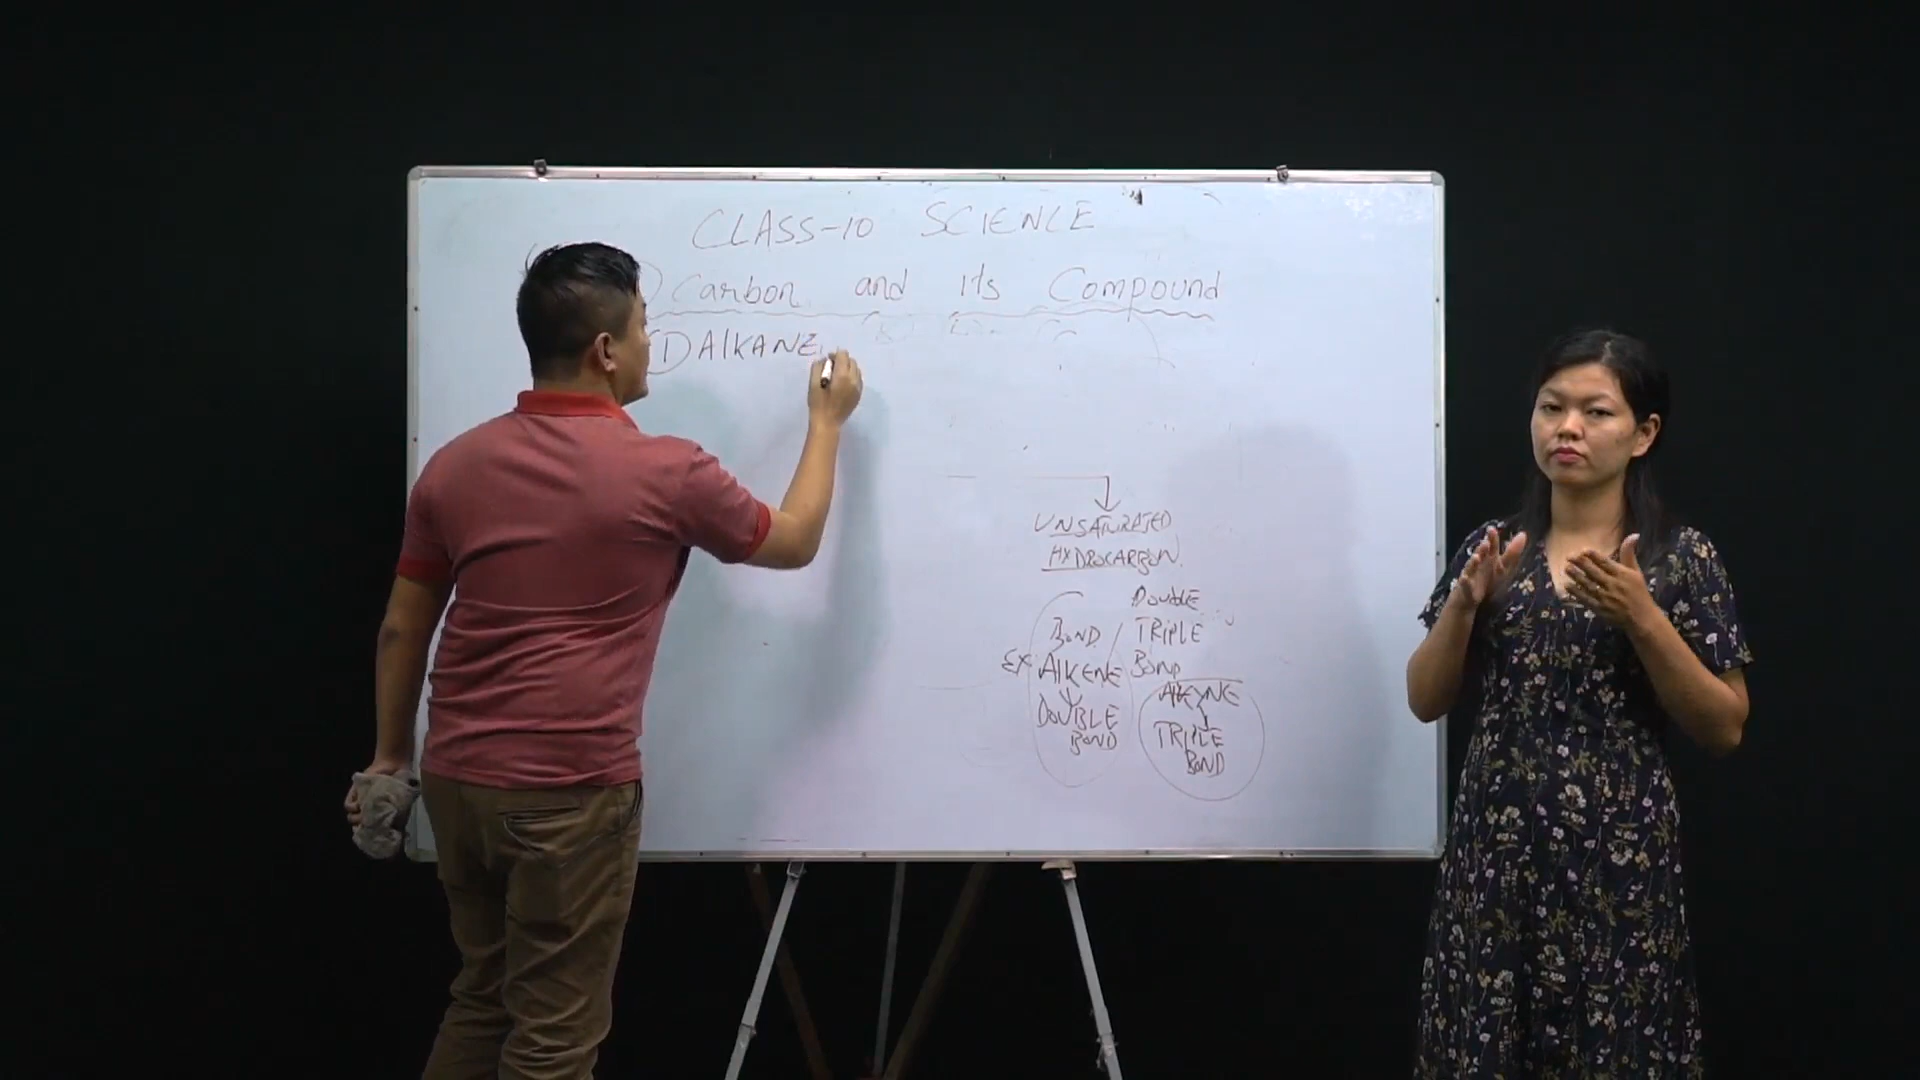 CLASS-10 SCIENCE
Carbon and its Compound
1) AlKANE
UNSATURATED
HYDROCARBON
DOUBLE
BOND / TRIPLE
BOND
EX AlKENE
ALKYNE
DOUBLE
BOND
TRIPLE
BOND